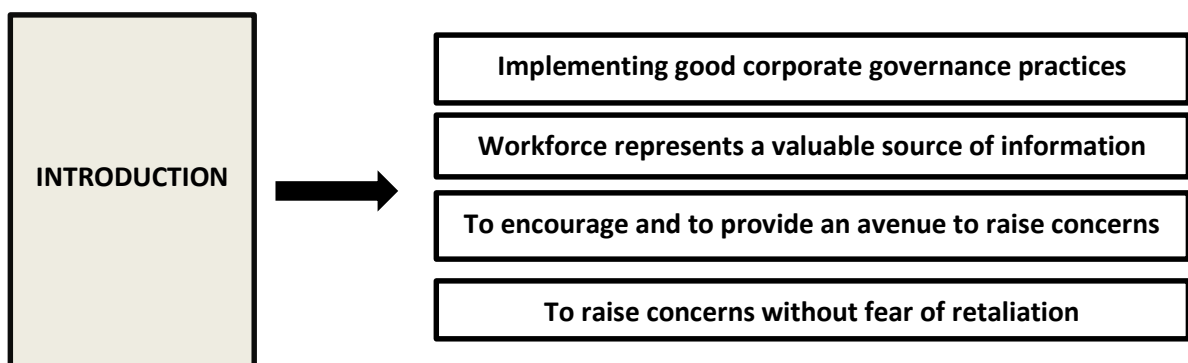 INTRODUCTION
Implementing good corporate governance practices
Workforce represents a valuable source of information
To encourage and to provide an avenue to raise concerns
To raise concerns without fear of retaliation